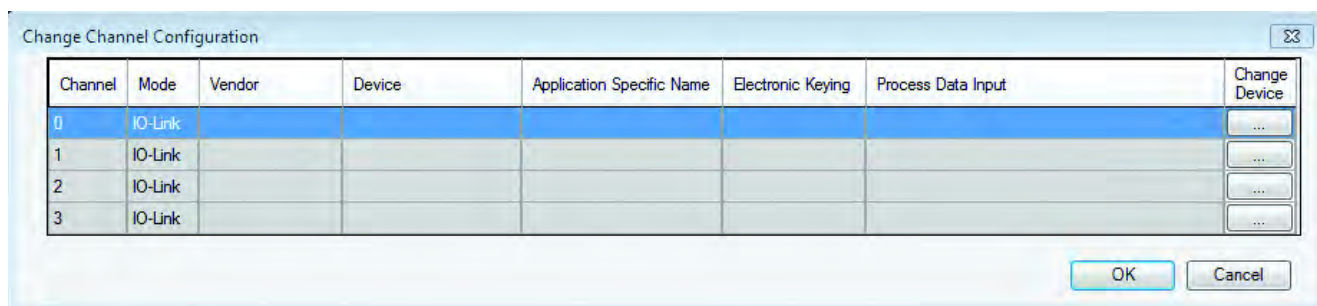 Change Channel Configuration
Channel Mode Vendor Device Application Specific Name Electronic Keying Process Data Input Change Device
0 IO-Link ...
1 IO-Link ...
2 IO-Link ...
3 IO-Link ...
OK Cancel